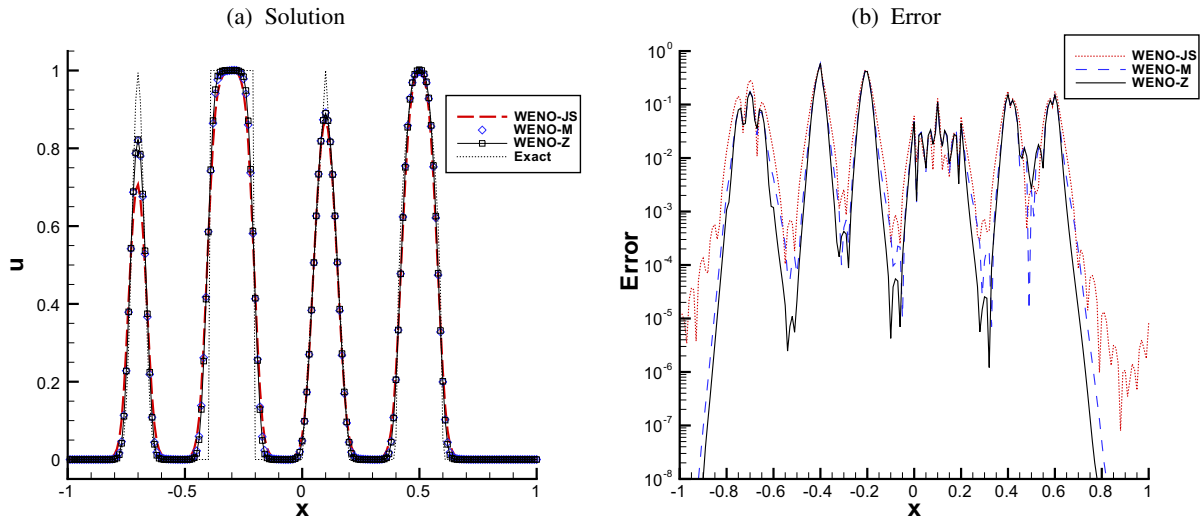 (a) Solution
1
0.8
0.6
0.4
0.2
0
u
-1
-0.5
0
0.5
1
x
WENO-JS
WENO-M
WENO-Z
Exact
(b) Error
10^0
10^-1
10^-2
10^-3
10^-4
10^-5
10^-6
10^-7
10^-8
Error
-1
-0.8
-0.6
-0.4
-0.2
0
0.2
0.4
0.6
0.8
1
x
WENO-JS
WENO-M
WENO-Z